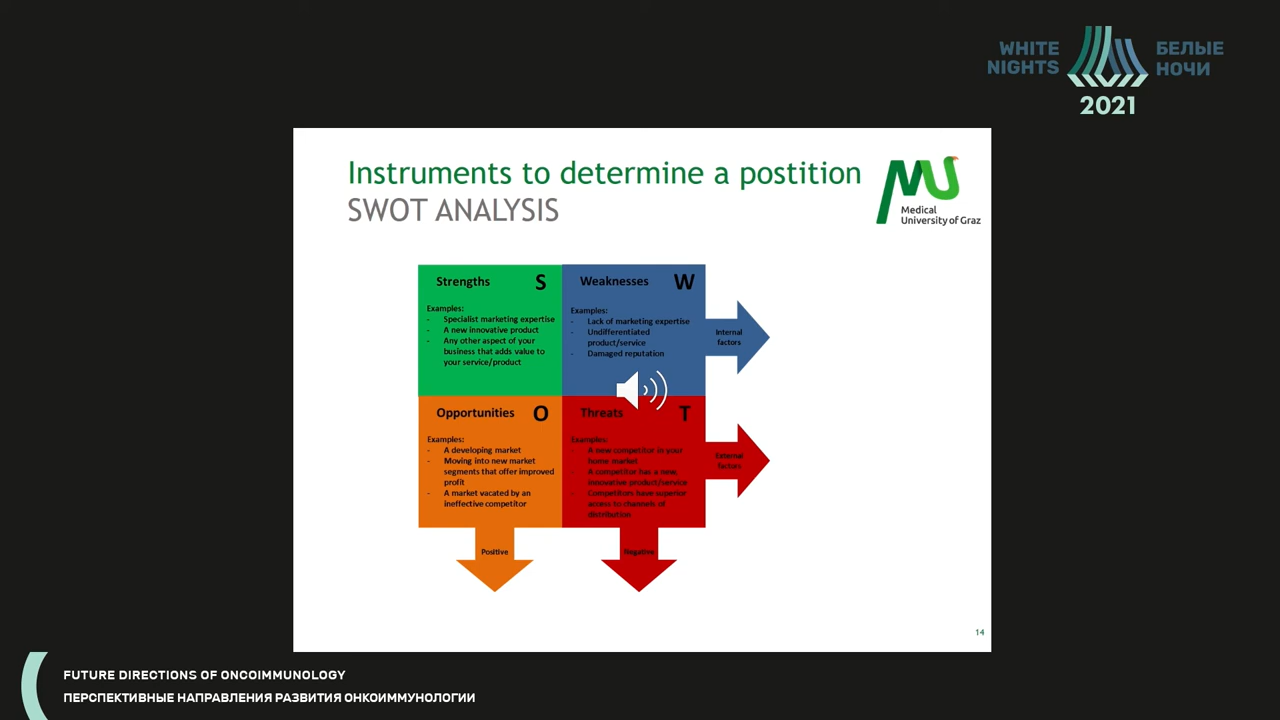 WHITE NIGHTS
БЕЛЫЕ НОЧИ
2021
Instruments to determine a postition
SWOT ANALYSIS
Medical
University of Graz
Strengths S
Examples:
- Specialist marketing expertise
- A new innovative product
- Any other aspect of your
business that adds value to
your service/product
Weaknesses W
Examples:
- Lack of marketing expertise
- Undifferentiated
product/service
- Damaged reputation
Internal
factors
Opportunities O
Examples:
- A developing market
- Moving into new market
segments that offer improved
profit
- A market vacated by an
ineffective competitor
Threats T
Examples:
- A new competitor in your
home market
- A competitor has a new,
innovative product/service
- Competitors have superior
access to channels of
distribution
External
factors
Positive
Negative
14
FUTURE DIRECTIONS OF ONCOIMMUNOLOGY
ПЕРСПЕКТИВНЫЕ НАПРАВЛЕНИЯ РАЗВИТИЯ ОНКОИММУНОЛОГИИ